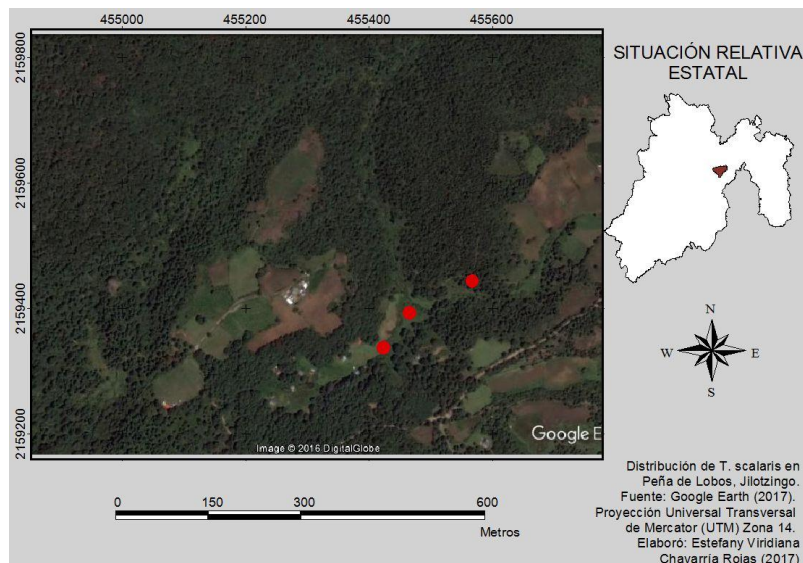 455000 455200 455400 455600
2159800
2159600
2159400
2159200
Image © 2016 DigitalGlobe
Google E
SITUACIÓN RELATIVA
ESTATAL
N
W E
S
0 150 300 600
Metros
Distribución de T. scalaris en
Peña de Lobos, Jilotzingo.
Fuente: Google Earth (2017).
Proyección Universal Transversal
de Mercator (UTM) Zona 14.
Elaboró: Estefany Viridiana
Chavarría Rojas (2017)